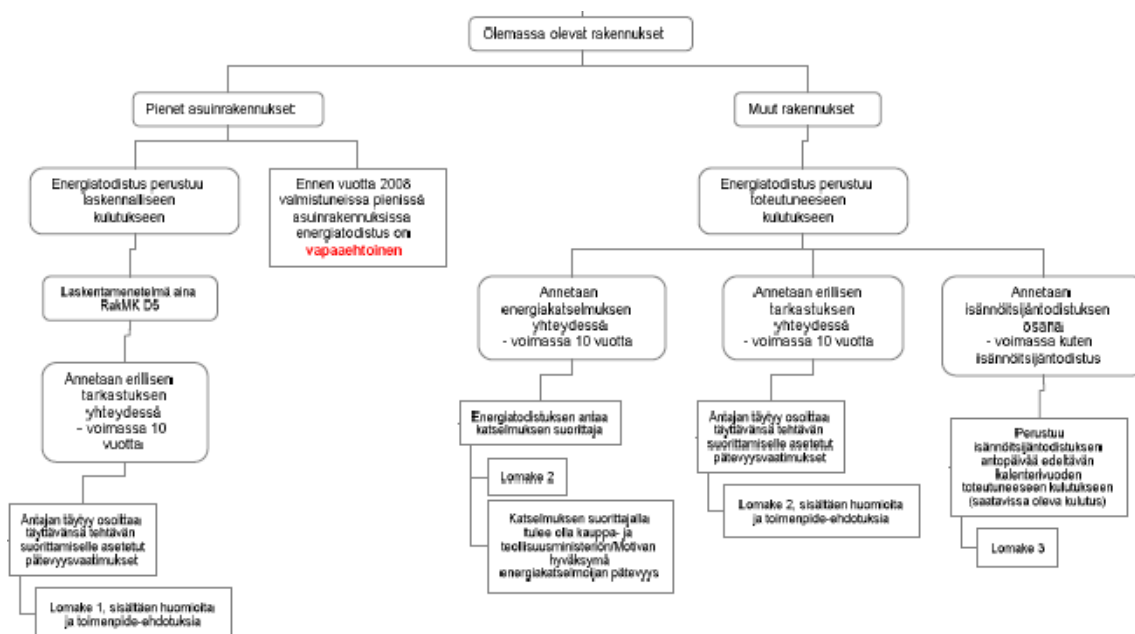 Olemassa olevat rakennukset
Pienet asuinrakennukset
Muut rakennukset
Energiatodistus perustuu
laskennalliseen
kulutukseen
Ennen vuotta 2008
valmistuneissa pienissä
asuinrakennuksissa
energiatodistus on
vapaaehtoinen
Energiatodistus perustuu
toteutuneeseen
kulutukseen
Laskentamenetelmä aina
RakMK D5
Annetaan erillisen
tarkastuksen
yhteydessä
- voimassa 10
vuotta
Antajan täytyy osoittaa
täyttävänsä tehtävän
suorittamiselle asetetut
pätevyysvaatimukset
Lomake 1, sisältäen huomioita
ja toimenpide-ehdotuksia
Annetaan
energiakatselmuksen
yhteydessä
- voimassa 10 vuotta
Energiatodistuksen antaa
katselmuksen suorittaja
Lomake 2
Katselmuksen suorittajalla
tulee olla kauppa- ja
teollisuusministeriön/Motivan
hyväksymä
energiakatselmoijan pätevyys
Annetaan erillisen
tarkastuksen
yhteydessä
- voimassa 10 vuotta
Antajan täytyy osoittaa
täyttävänsä tehtävän
suorittamiselle asetetut
pätevyysvaatimukset
Lomake 2, sisältäen huomioita
ja toimenpide-ehdotuksia
Annetaan
isännöitsijäntodistuksen
osana
- voimassa kuten
isännöitsijäntodistus
Perustuu
isännöitsijäntodistuksen
antopäivää edeltävän
kalenterivuoden
toteutuneeseen kulutukseen
(saatavissa oleva kulutus)
Lomake 3